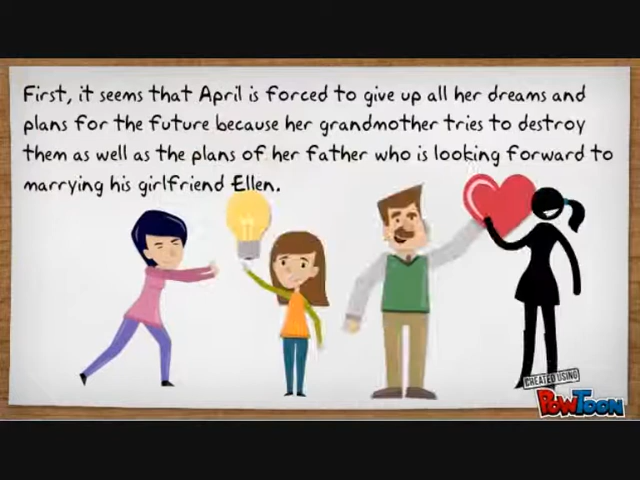 First, it seems that April is forced to give up all her dreams and
plans for the future because her grandmother tries to destroy
them as well as the plans of her father who is looking forward to
marrying his girlfriend Ellen.
CREATED USING
POWTOON